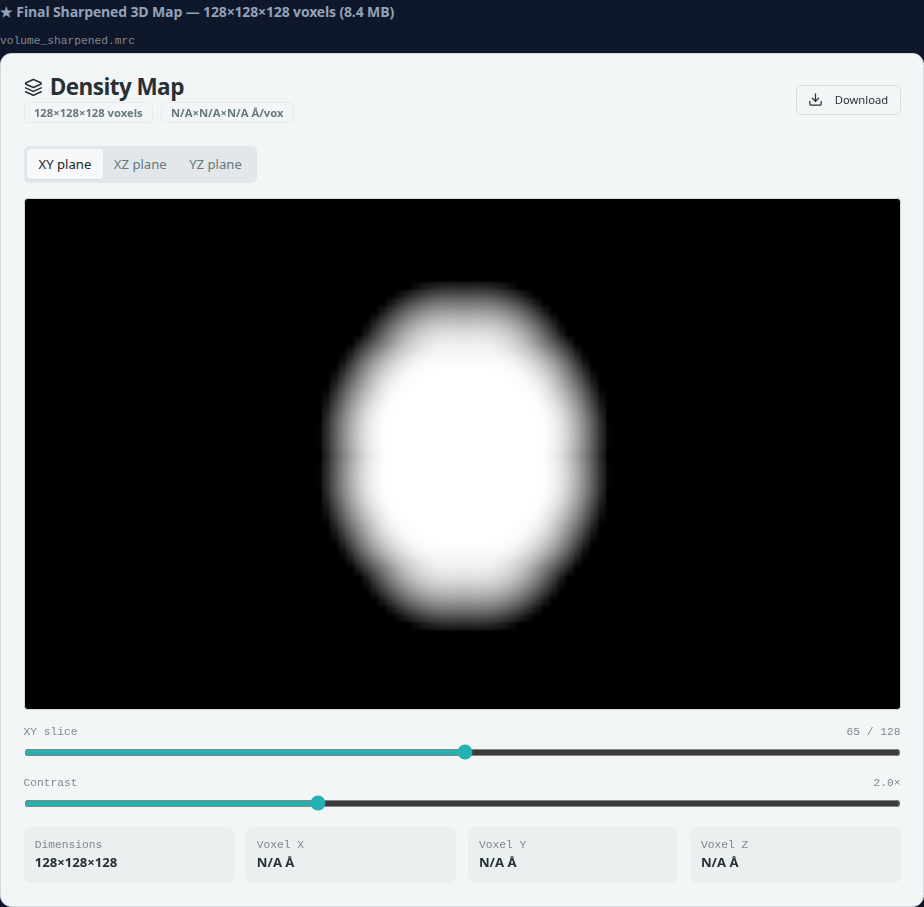 ★ Final Sharpened 3D Map — 128×128×128 voxels (8.4 MB)
volume_sharpened.mrc
Density Map
128×128×128 voxels N/A×N/A×N/A Å/vox
Download
XY plane XZ plane YZ plane
XY slice 65 / 128
Contrast 2.0×
Dimensions Voxel X Voxel Y Voxel Z
128×128×128 N/A Å N/A Å N/A Å